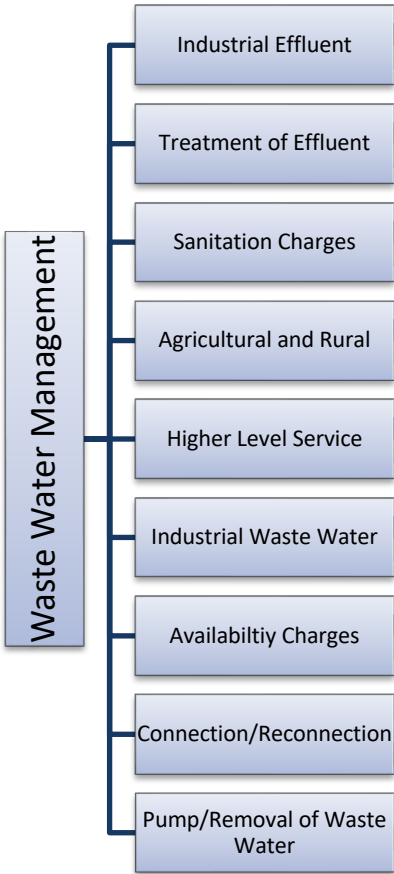 Waste Water Management
Industrial Effluent
Treatment of Effluent
Sanitation Charges
Agricultural and Rural
Higher Level Service
Industrial Waste Water
Availabiltiy Charges
Connection/Reconnection
Pump/Removal of Waste
Water